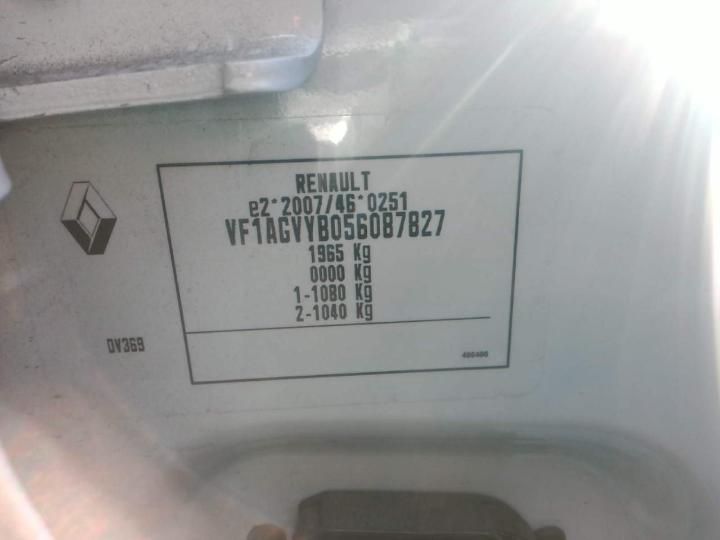 RENAULT
e2*2007/46*0251
VF1AGVYB056087827
1965 Kg
0000 Kg
1-1080 Kg
2-1040 Kg
DV369